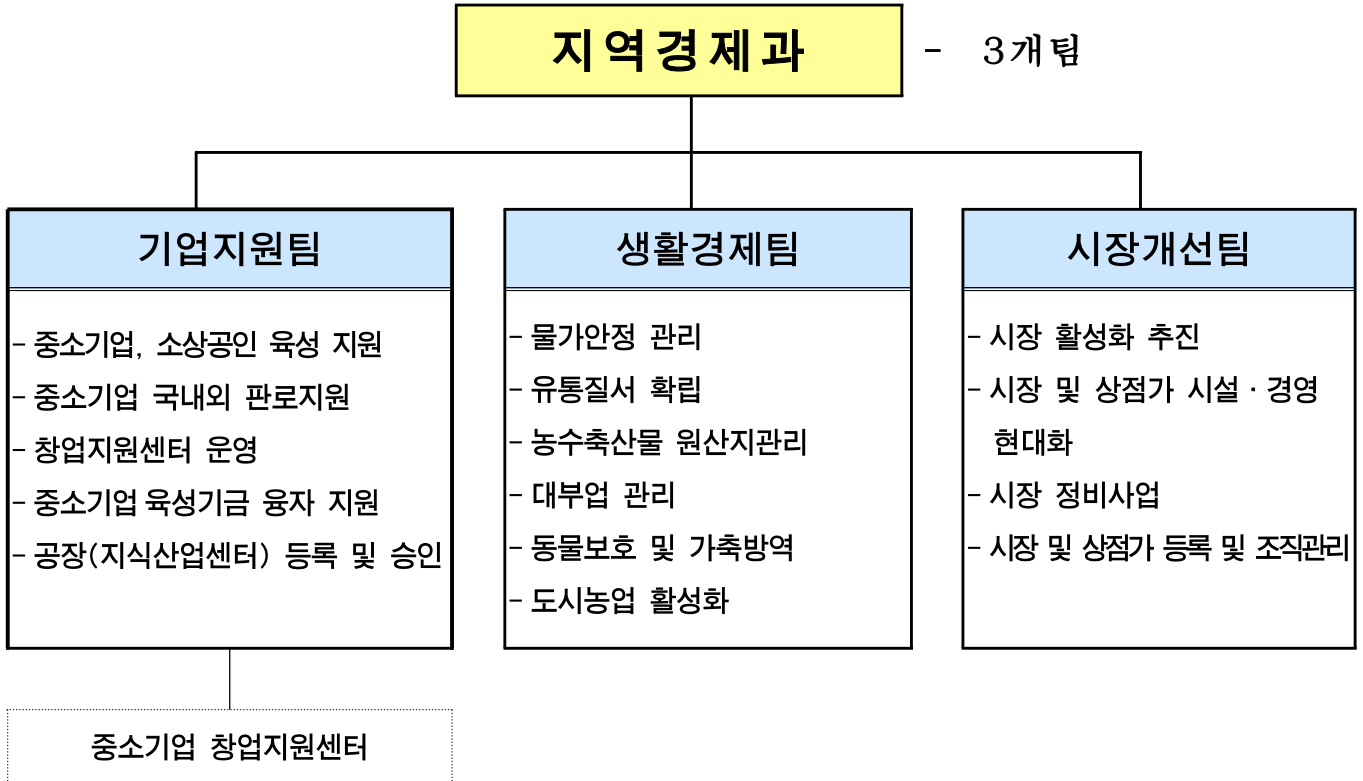 지역경제과 - 3개팀
기업지원팀
- 중소기업, 소상공인 육성 지원
- 중소기업 국내외 판로지원
- 창업지원센터 운영
- 중소기업 육성기금 융자 지원
- 공장(지식산업센터) 등록 및 승인
중소기업 창업지원센터
생활경제팀
- 물가안정 관리
- 유통질서 확립
- 농수축산물 원산지관리
- 대부업 관리
- 동물보호 및 가축방역
- 도시농업 활성화
시장개선팀
- 시장 활성화 추진
- 시장 및 상점가 시설 · 경영
현대화
- 시장 정비사업
- 시장 및 상점가 등록 및 조직관리